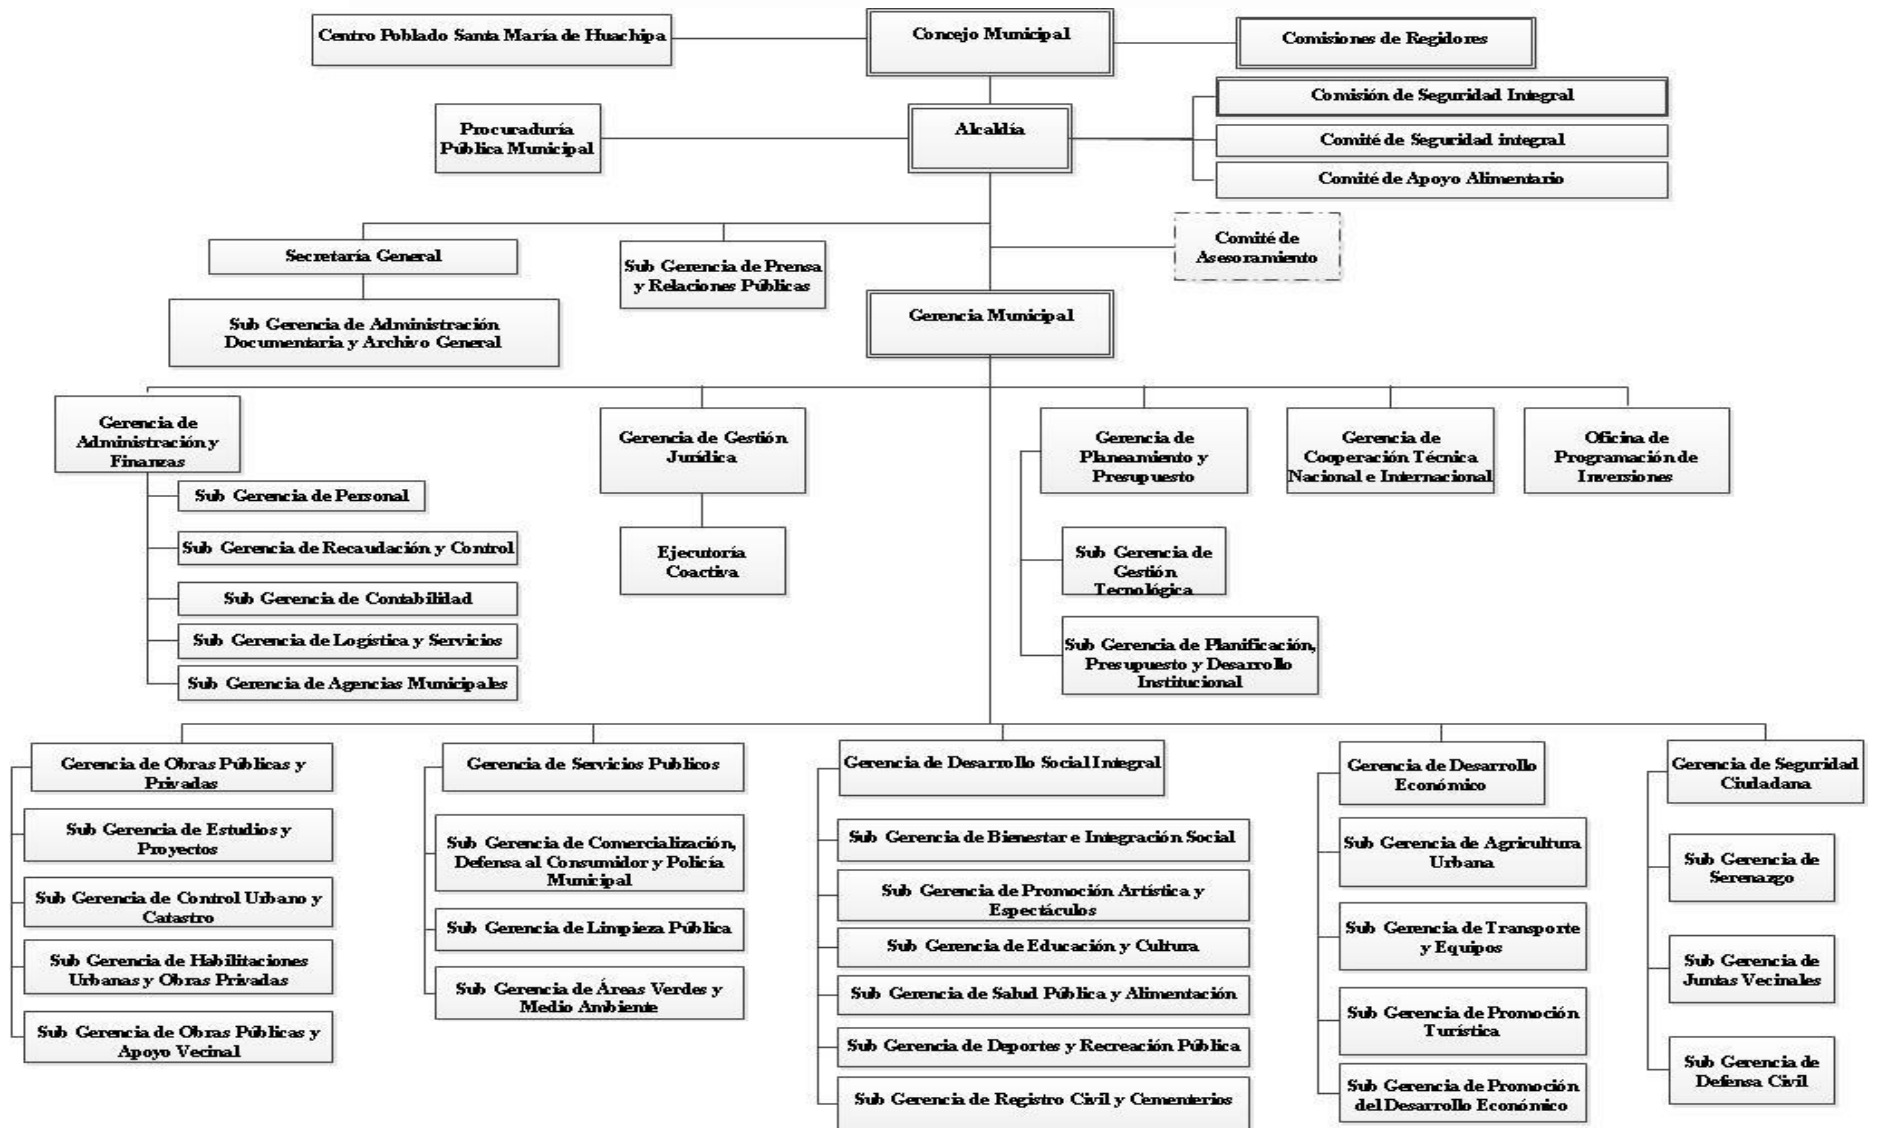 Centro Poblado Santa María de Huachipa
Concejo Municipal
Comisiones de Regidores
Comisión de Seguridad Integral
Procuraduría
Pública Municipal
Alcaldía
Comité de Seguridad integral
Comité de Apoyo Alimentario
Secretaría General
Sub Gerencia de Prensa
y Relaciones Públicas
Comité de
Asesoramiento
Sub Gerencia de Administración
Documentaria y Archivo General
Gerencia Municipal
Gerencia de
Administración y
Finanzas
Gerencia de Gestión
Jurídica
Gerencia de
Planeamiento y
Presupuesto
Gerencia de
Cooperación Técnica
Nacional e Internacional
Oficina de
Programación de
Inversiones
Sub Gerencia de Personal
Sub Gerencia de Recaudación y Control
Sub Gerencia de Contabilidad
Sub Gerencia de Logística y Servicios
Sub Gerencia de Agencias Municipales
Ejecutoría
Coactiva
Sub Gerencia de
Gestión
Tecnológica
Sub Gerencia de Planificación,
Presupuesto y Desarrollo
Institucional
Gerencia de Obras Públicas y
Privadas
Sub Gerencia de Estudios y
Proyectos
Sub Gerencia de Control Urbano y
Catastro
Sub Gerencia de Habilitaciones
Urbanas y Obras Privadas
Sub Gerencia de Obras Públicas y
Apoyo Vecinal
Gerencia de Servicios Publicos
Sub Gerencia de Comercialización,
Defensa al Consumidor y Policía
Municipal
Sub Gerencia de Limpieza Pública
Sub Gerencia de Áreas Verdes y
Medio Ambiente
Gerencia de Desarrollo Social Integral
Sub Gerencia de Bienestar e Integración Social
Sub Gerencia de Promoción Artística y
Espectáculos
Sub Gerencia de Educación y Cultura
Sub Gerencia de Salud Pública y Alimentación
Sub Gerencia de Deportes y Recreación Pública
Sub Gerencia de Registro Civil y Cementerios
Gerencia de Desarrollo
Económico
Sub Gerencia de Agricultura
Urbana
Sub Gerencia de Transporte
y Equipos
Sub Gerencia de Promoción
Turística
Sub Gerencia de Promoción
del Desarrollo Económico
Gerencia de Seguridad
Ciudadana
Sub Gerencia de
Serenazgo
Sub Gerencia de
Juntas Vecinales
Sub Gerencia de
Defensa Civil